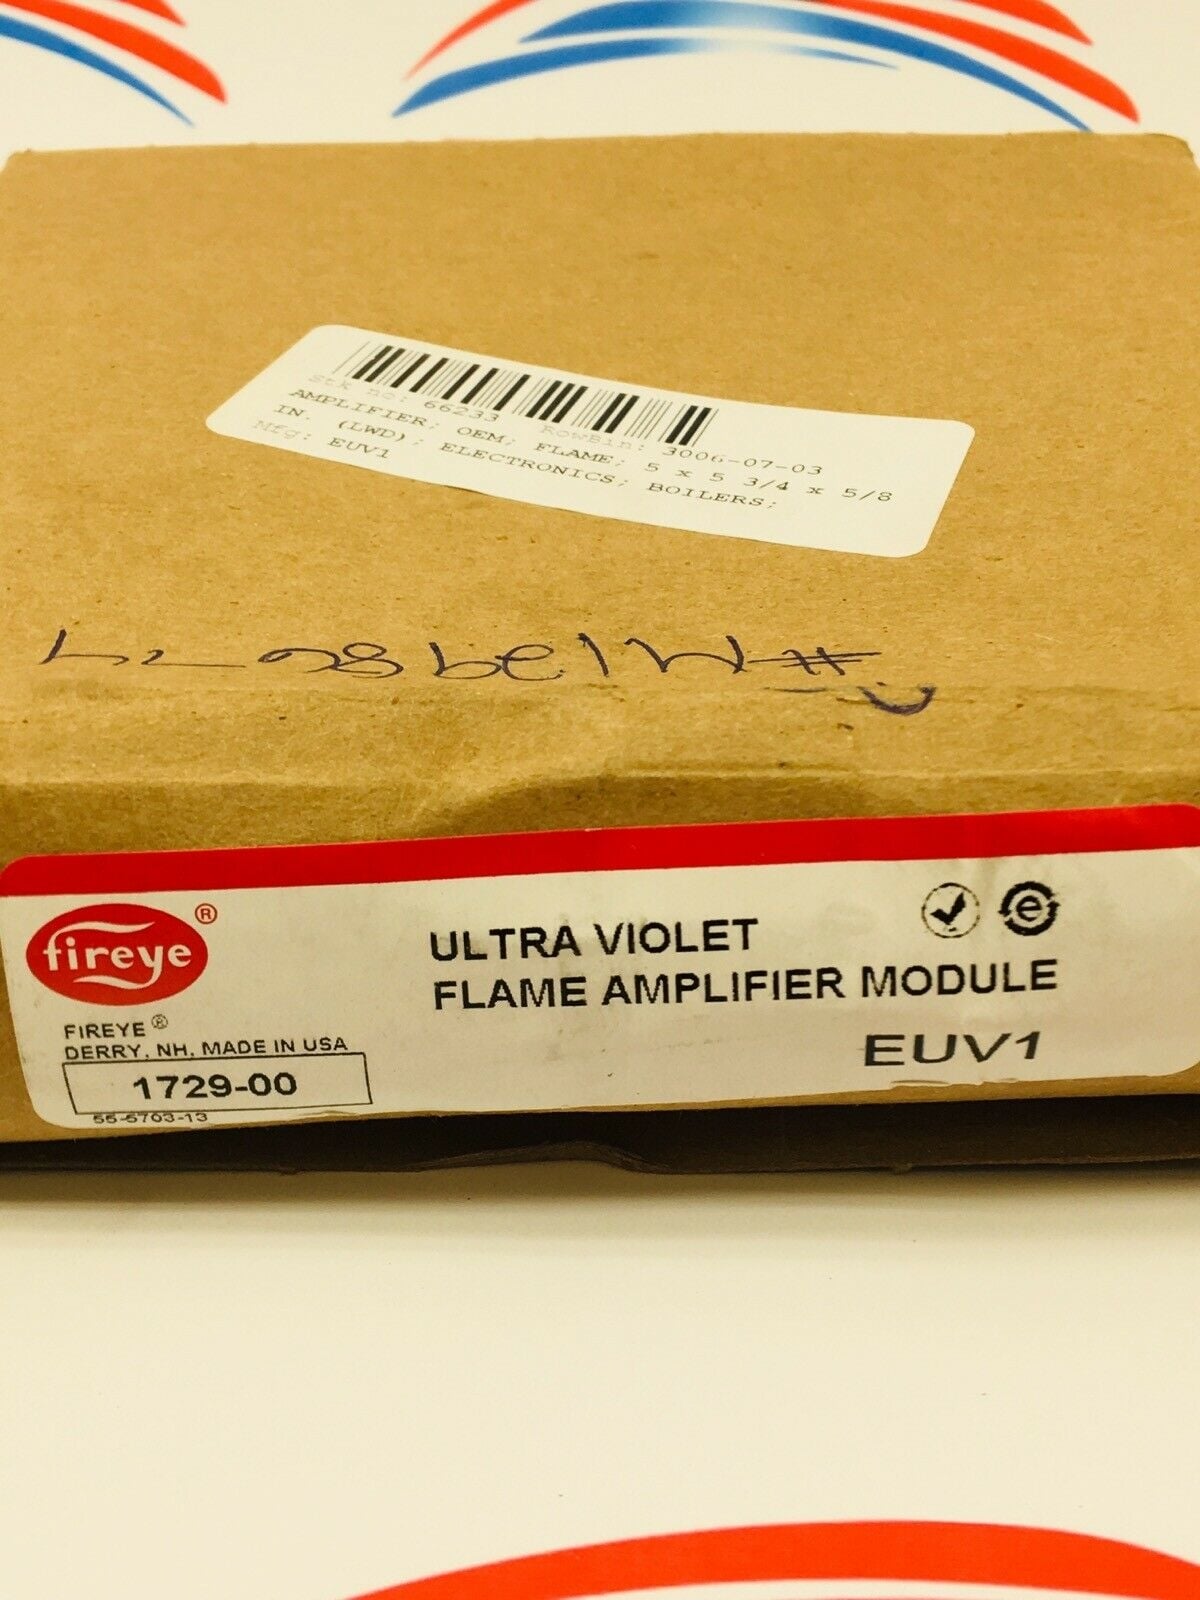 Stk no: 66233 RowBin: 3006-07-03
AMPLIFIER; OEM; FLAME; 5 x 5 3/4 x 5/8
IN. (LWD); ELECTRONICS; BOILERS;
Mfg: EUV1
fireye®
FIREYE®
DERRY, NH, MADE IN USA
1729-00
55-5703-13
ULTRA VIOLET
FLAME AMPLIFIER MODULE
EUV1
e